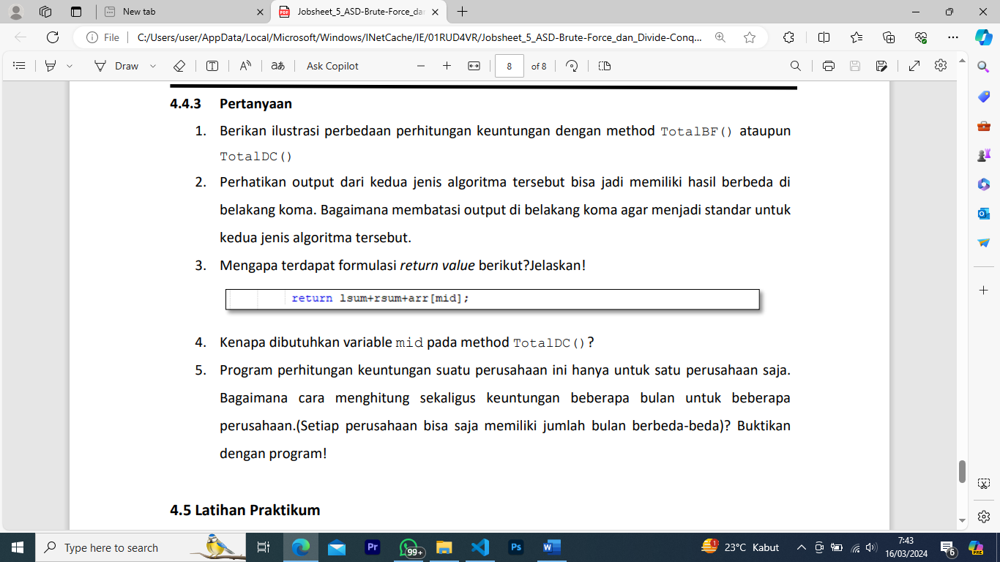 New tab
Jobsheet_5_ASD-Brute-Force_da
File
C:/Users/user/AppData/Local/Microsoft/Windows/INetCache/IE/01RUD4VR/Jobsheet_5_ASD-Brute-Force_dan_Divide-Conq...
Draw
Ask Copilot
8
of 8
4.4.3 Pertanyaan
1. Berikan ilustrasi perbedaan perhitungan keuntungan dengan method TotalBF() ataupun
TotalDC()
2. Perhatikan output dari kedua jenis algoritma tersebut bisa jadi memiliki hasil berbeda di
belakang koma. Bagaimana membatasi output di belakang koma agar menjadi standar untuk
kedua jenis algoritma tersebut.
3. Mengapa terdapat formulasi return value berikut?Jelaskan!
return lsum+rsum+arr[mid];
4. Kenapa dibutuhkan variable mid pada method TotalDC()?
5. Program perhitungan keuntungan suatu perusahaan ini hanya untuk satu perusahaan saja.
Bagaimana cara menghitung sekaligus keuntungan beberapa bulan untuk beberapa
perusahaan.(Setiap perusahaan bisa saja memiliki jumlah bulan berbeda-beda)? Buktikan
dengan program!
4.5 Latihan Praktikum
Type here to search
Pr
99+
Ps
23°C Kabut
7:43
16/03/2024
6